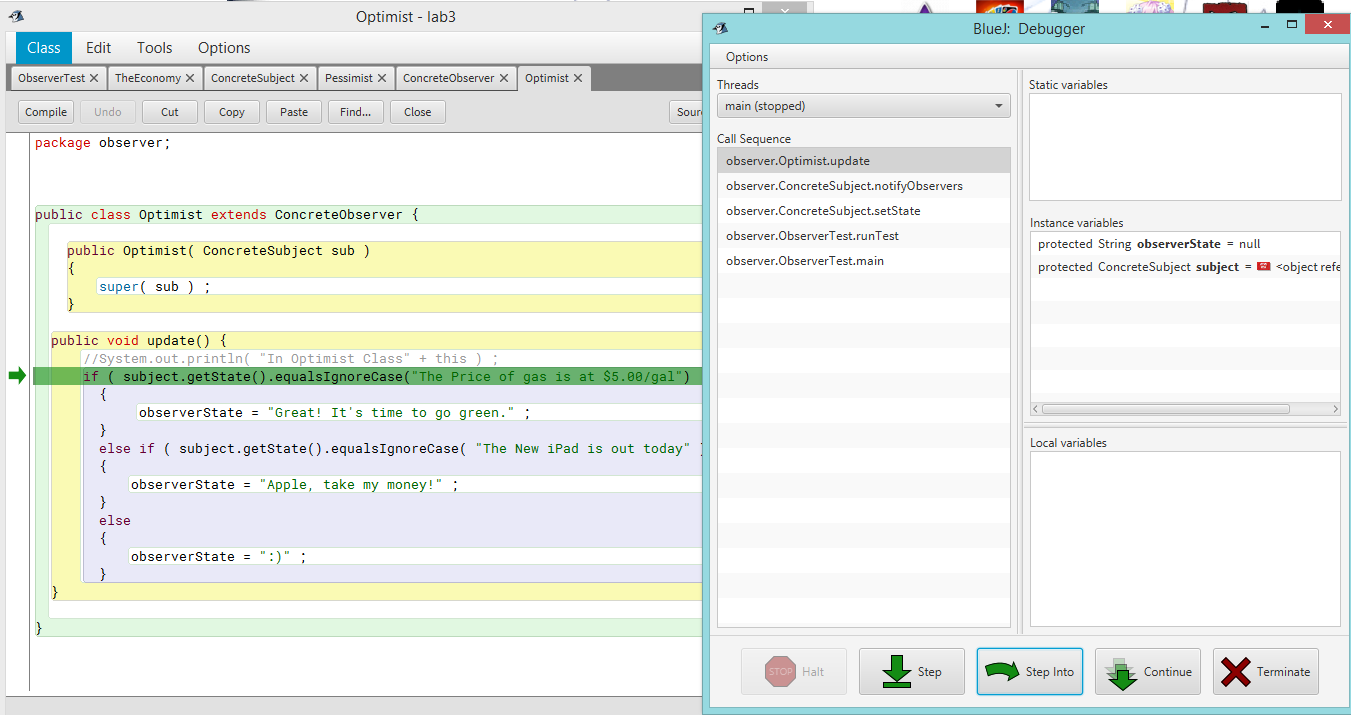 Optimist - lab3
Class Edit Tools Options
ObserverTest TheEconomy ConcreteSubject Pessimist ConcreteObserver Optimist
Compile Undo Cut Copy Paste Find... Close Sour
package observer;
public class Optimist extends ConcreteObserver {
public Optimist( ConcreteSubject sub )
{
super( sub ) ;
}
public void update() {
//System.out.println( "In Optimist Class" + this ) ;
if ( subject.getState().equalsIgnoreCase("The Price of gas is at $5.00/gal")
{
observerState = "Great! It's time to go green." ;
}
else if ( subject.getState().equalsIgnoreCase( "The New iPad is out today" )
{
observerState = "Apple, take my money!" ;
}
else
{
observerState = ":)" ;
}
}
}
BlueJ: Debugger
Options
Threads
main (stopped)
Call Sequence
observer.Optimist.update
observer.ConcreteSubject.notifyObservers
observer.ConcreteSubject.setState
observer.ObserverTest.runTest
observer.ObserverTest.main
Static variables
Instance variables
protected String observerState = null
protected ConcreteSubject subject = <object refe
Local variables
STOP Halt Step Step Into Continue Terminate